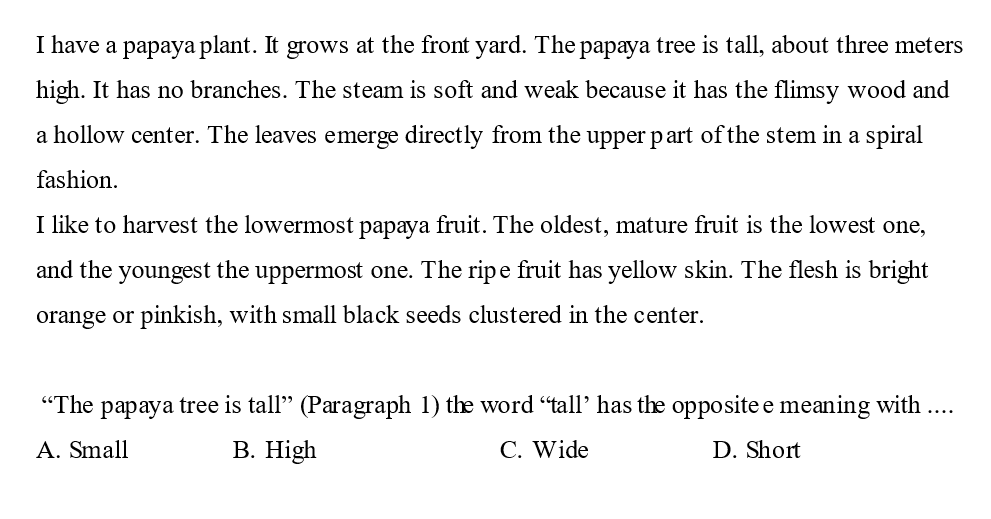 I have a papaya plant. It grows at the front yard. The papaya tree is tall, about three meters
high. It has no branches. The steam is soft and weak because it has the flimsy wood and
a hollow center. The leaves emerge directly from the upper part of the stem in a spiral
fashion.
I like to harvest the lowermost papaya fruit. The oldest, mature fruit is the lowest one,
and the youngest the uppermost one. The ripe fruit has yellow skin. The flesh is bright
orange or pinkish, with small black seeds clustered in the center.
“The papaya tree is tall” (Paragraph 1) the word “tall’ has the opposite e meaning with ....
A. Small B. High C. Wide D. Short